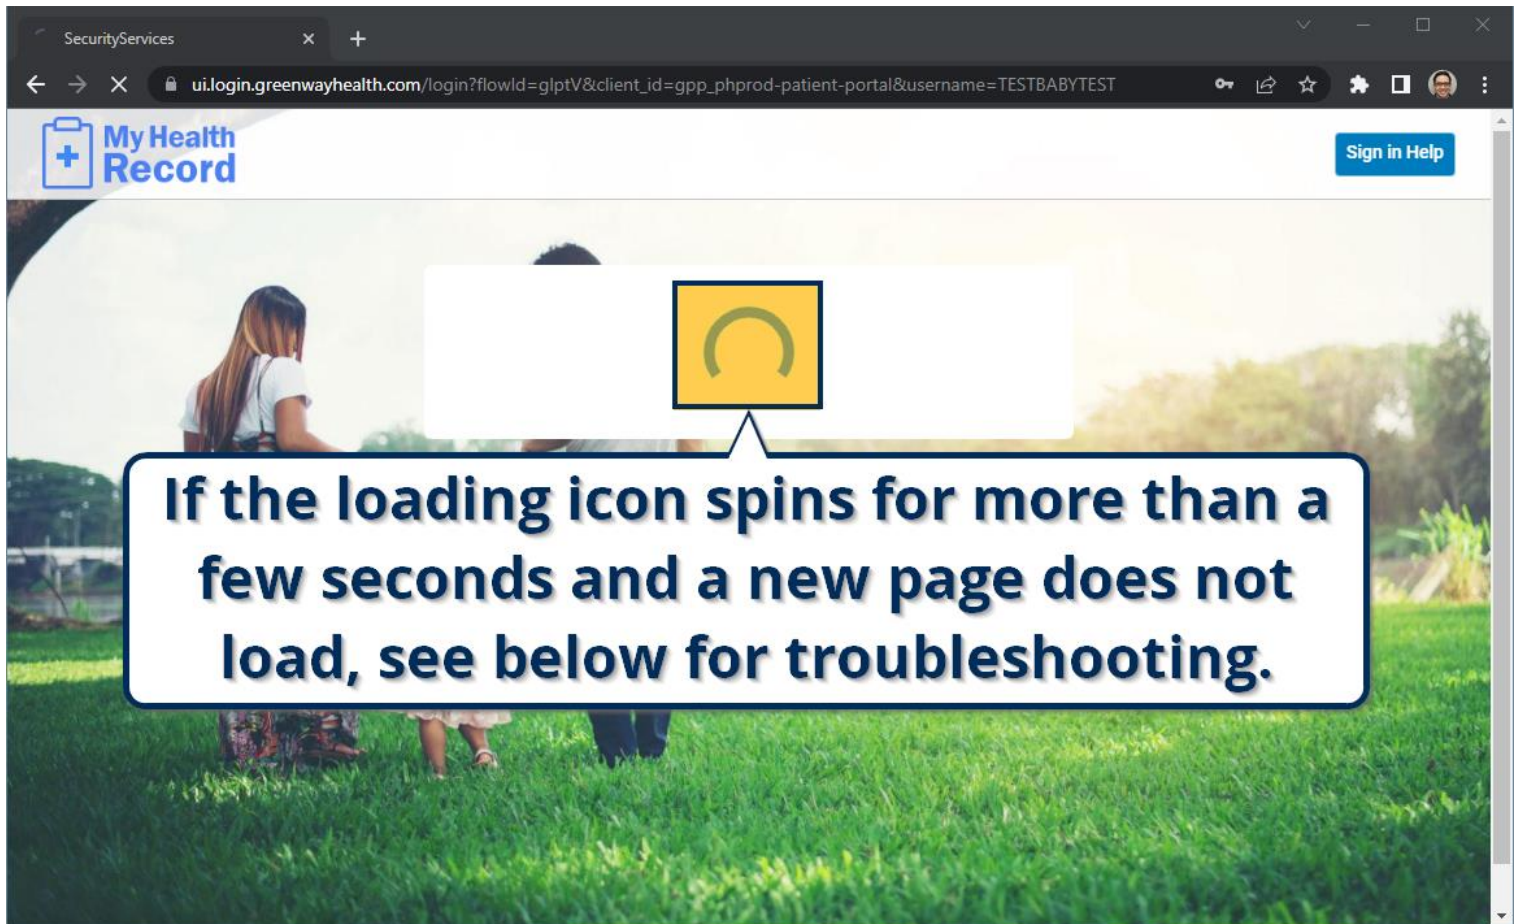 SecurityServices
ui.login.greenwayhealth.com/login?flowId=glptV&client_id=gpp_phprod-patient-portal&username=TESTBABYTEST
My Health
Record
Sign in Help
If the loading icon spins for more than a
few seconds and a new page does not
load, see below for troubleshooting.